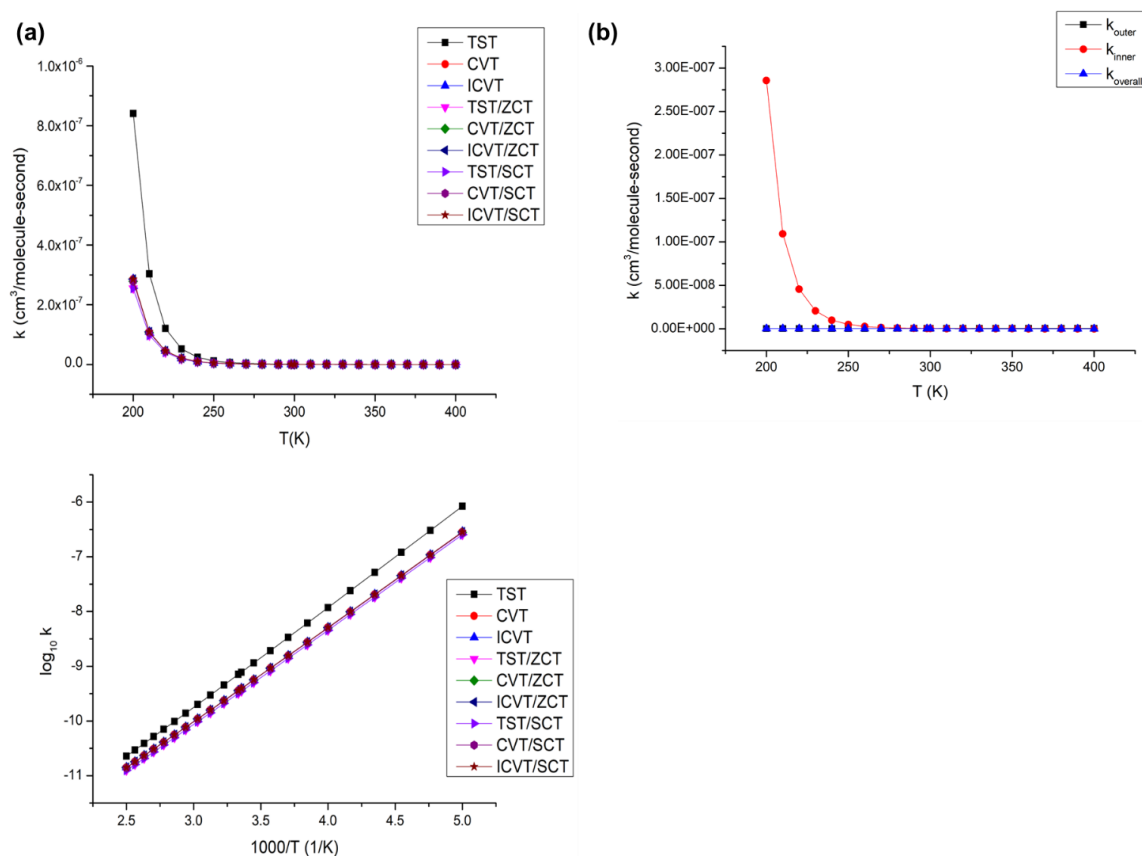 (a)
TST
CVT
ICVT
TST/ZCT
CVT/ZCT
ICVT/ZCT
TST/SCT
CVT/SCT
ICVT/SCT
1.0x10⁻⁶
8.0x10⁻⁷
6.0x10⁻⁷
4.0x10⁻⁷
2.0x10⁻⁷
0.0
k (cm³/molecule-second)
200 250 300 350 400
T(K)
(b)
k_outer
k_inner
k_overall
3.00E-007
2.50E-007
2.00E-007
1.50E-007
1.00E-007
5.00E-008
0.00E+000
k (cm³/molecule-second)
200 250 300 350 400
T (K)
-6
-7
-8
-9
-10
-11
log₁₀ k
TST
CVT
ICVT
TST/ZCT
CVT/ZCT
ICVT/ZCT
TST/SCT
CVT/SCT
ICVT/SCT
2.5 3.0 3.5 4.0 4.5 5.0
1000/T (1/K)